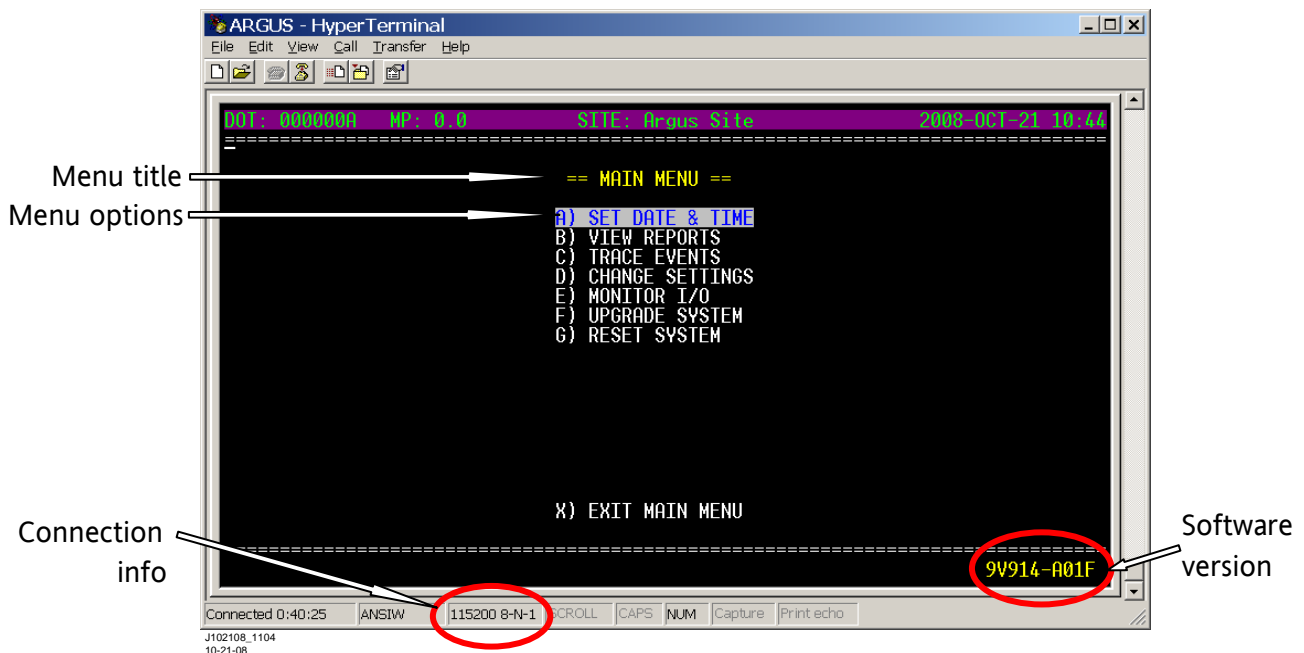 ARGUS - HyperTerminal
File Edit View Call Transfer Help
DOT: 000000A MP: 0.0 SITE: Argus Site 2008-OCT-21 10:44
Menu title
== MAIN MENU ==
Menu options
A) SET DATE & TIME
B) VIEW REPORTS
C) TRACE EVENTS
D) CHANGE SETTINGS
E) MONITOR I/O
F) UPGRADE SYSTEM
G) RESET SYSTEM
X) EXIT MAIN MENU
Connection
info
Software
version
9V914-A01F
Connected 0:40:25 ANSIW 115200 8-N-1 SCROLL CAPS NUM Capture Print echo
J102108_1104
10-21-08